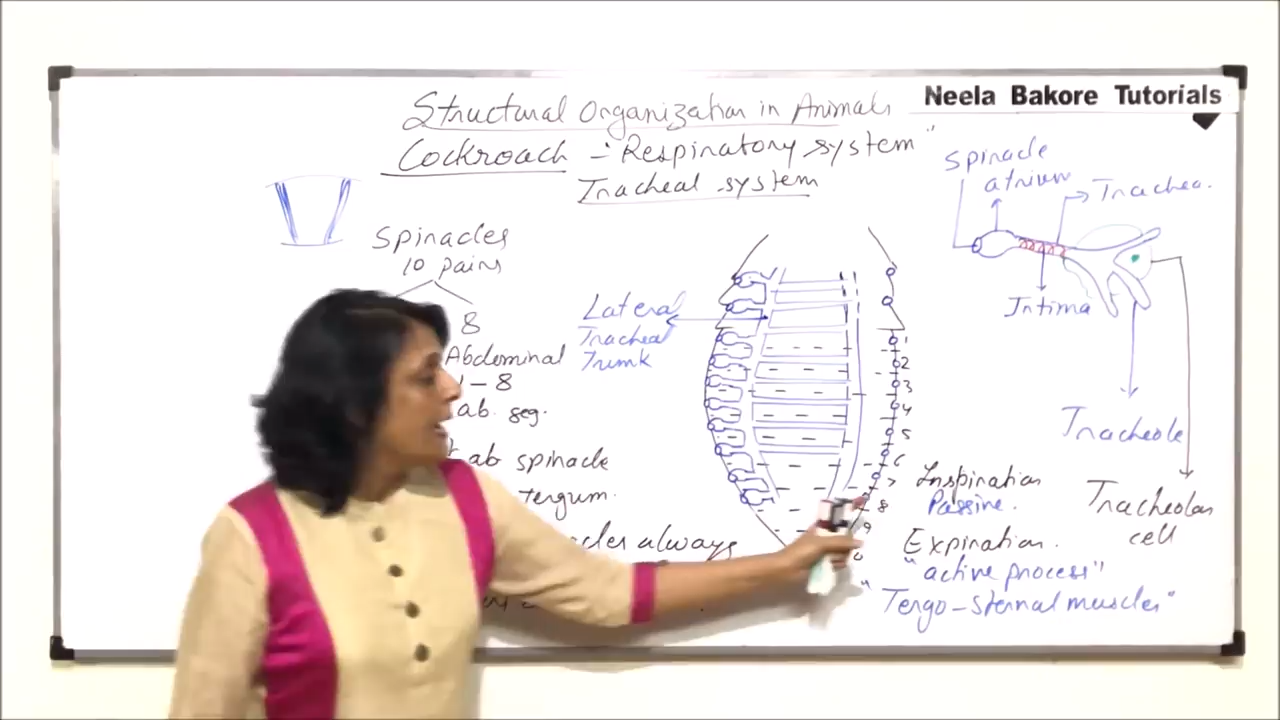 Structural Organization in Animals
Neela Bakore Tutorials
Cockroach - "Respiratory system"
Tracheal system
Spiracle
atrium
Trachea.
Intima
Tracheole
Tracheolar
cell
Spiracles
10 pairs
8
Abdominal
1 - 8
ab. seg.
ab spiracle
tergum.
always
Lateral
Tracheal
Trunk
1
2
3
4
5
6
7
8
9
Inspiration
Passive.
Expiration.
"active process"
"Tergo-Sternal muscles"